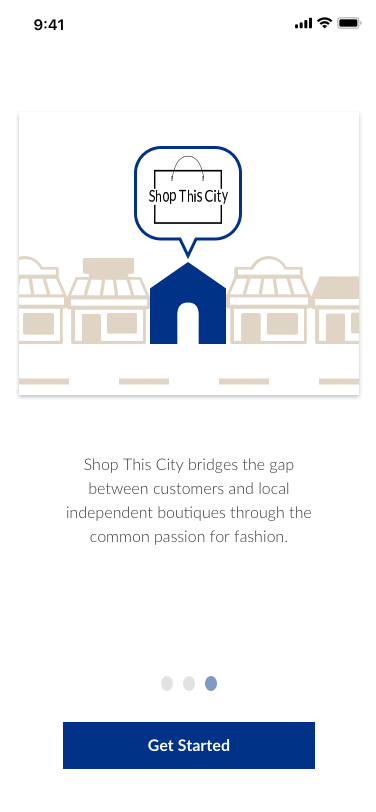 9:41
Shop This City
Shop This City bridges the gap
between customers and local
independent boutiques through the
common passion for fashion.
Get Started